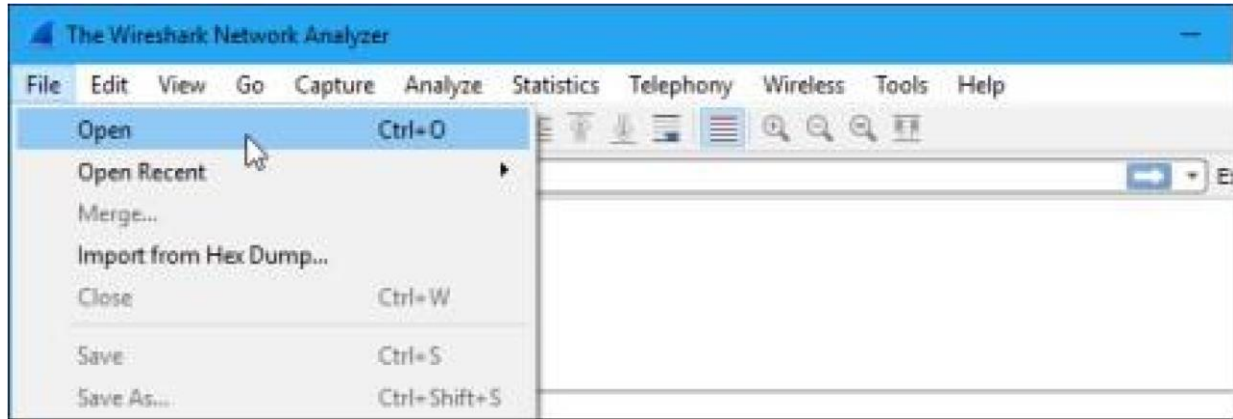 The Wireshark Network Analyzer
File Edit View Go Capture Analyze Statistics Telephony Wireless Tools Help
Open Ctrl+O
Open Recent
Merge...
Import from Hex Dump...
Close Ctrl+W
Save Ctrl+S
Save As... Ctrl+Shift+S